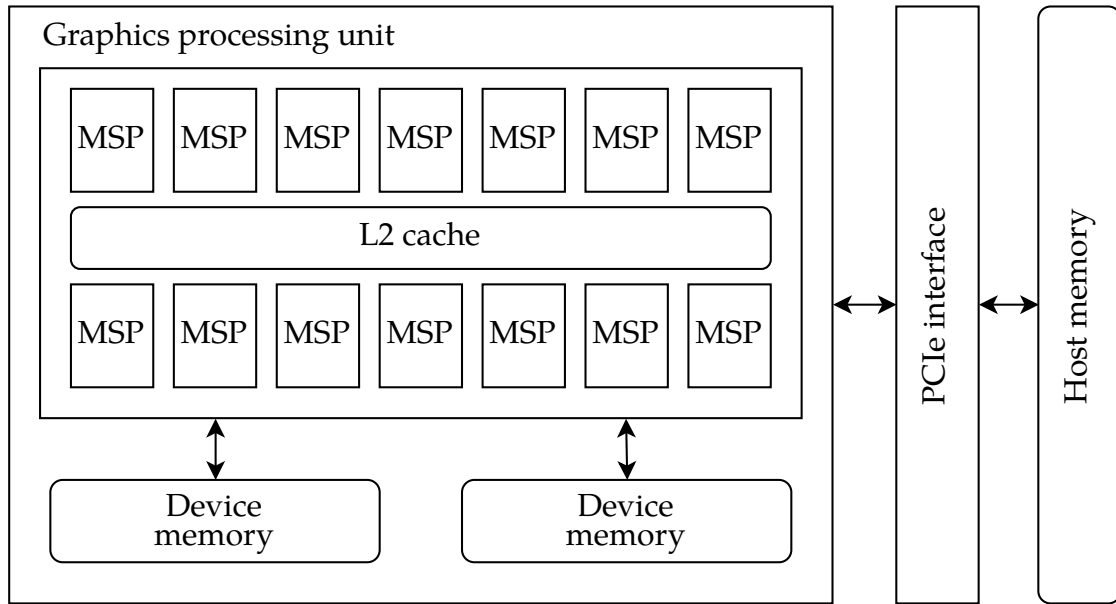 Graphics processing unit
MSP MSP MSP MSP MSP MSP MSP
L2 cache
MSP MSP MSP MSP MSP MSP MSP
Device
memory
Device
memory
PCIe interface
Host memory